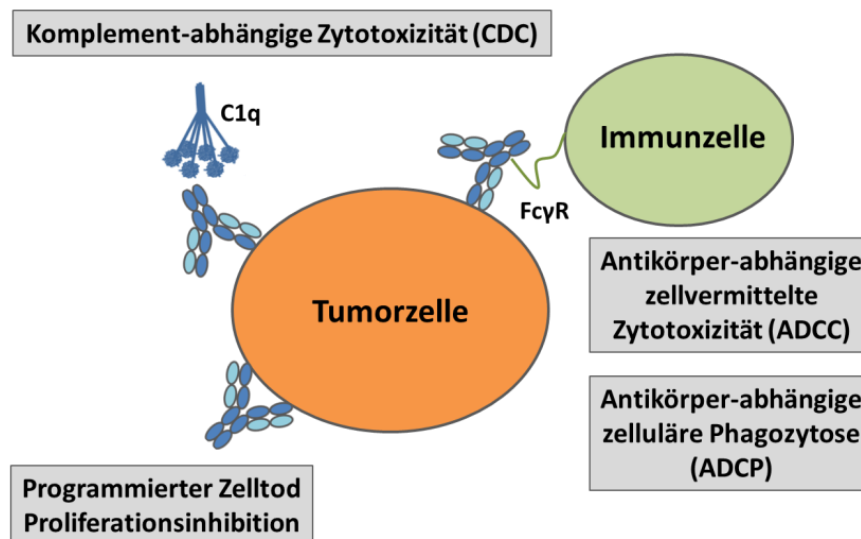 Komplement-abhängige Zytotoxizität (CDC)
C1q
Immunzelle
FcγR
Tumorzelle
Antikörper-abhängige
zellvermittelte
Zytotoxizität (ADCC)
Antikörper-abhängige
zelluläre Phagozytose
(ADCP)
Programmierter Zelltod
Proliferationsinhibition